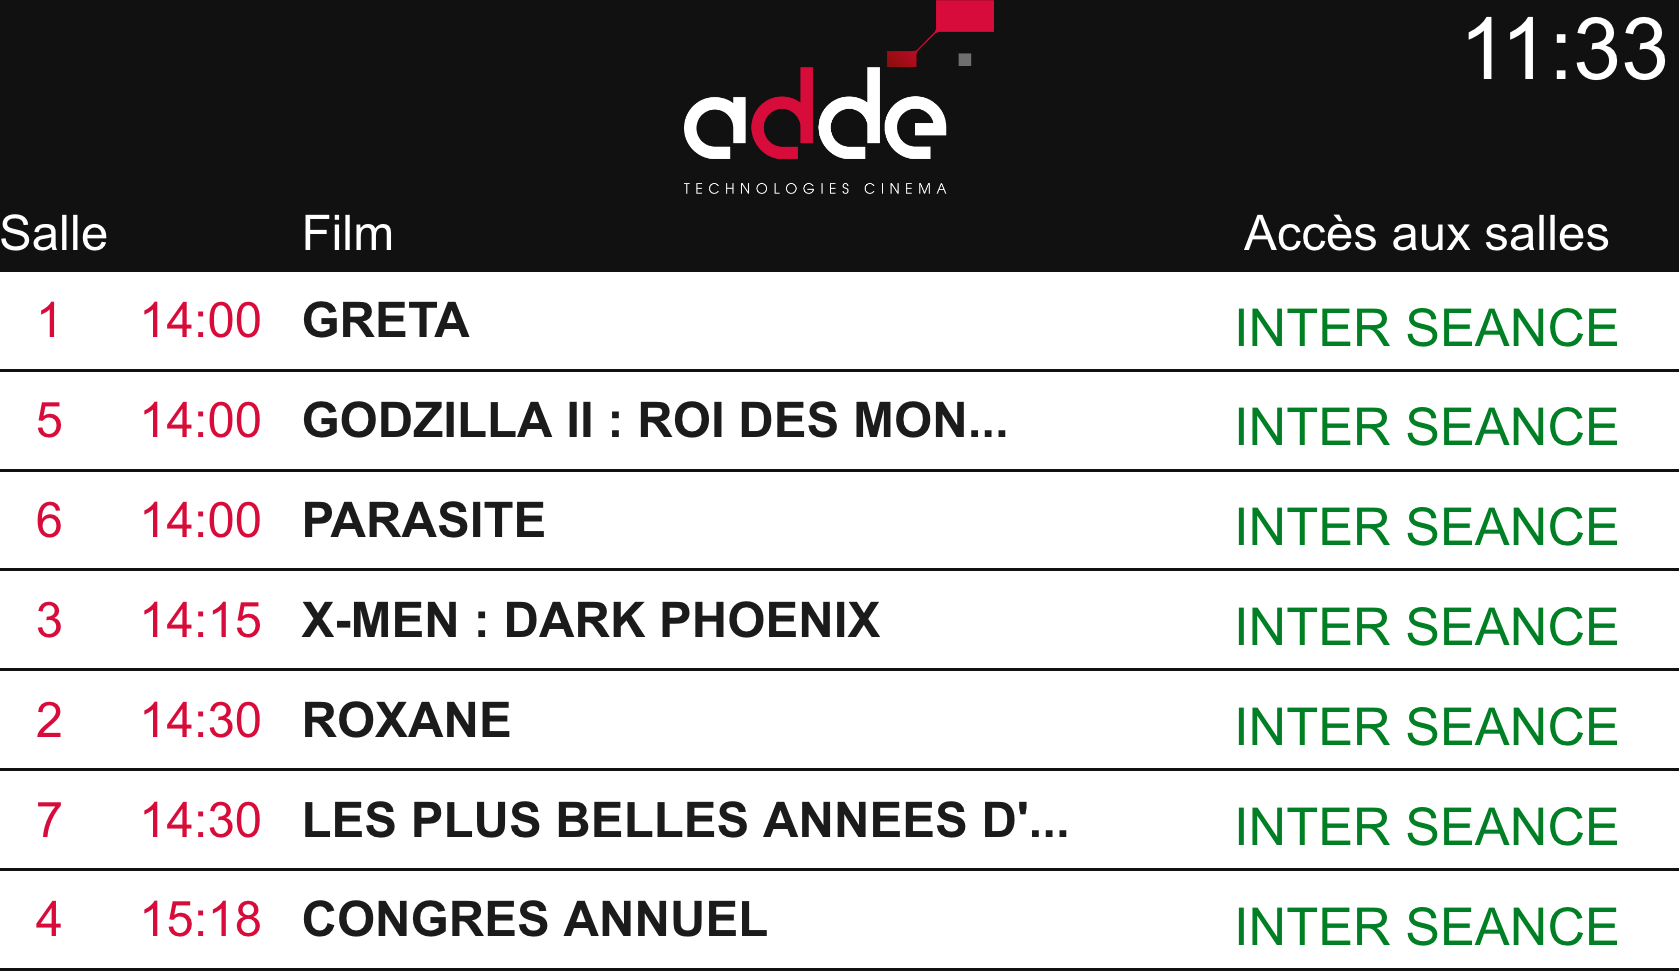 11:33
adde
TECHNOLOGIES CINEMA
Salle Film Accès aux salles
1 14:00 GRETA INTER SEANCE
5 14:00 GODZILLA II : ROI DES MON... INTER SEANCE
6 14:00 PARASITE INTER SEANCE
3 14:15 X-MEN : DARK PHOENIX INTER SEANCE
2 14:30 ROXANE INTER SEANCE
7 14:30 LES PLUS BELLES ANNEES D'... INTER SEANCE
4 15:18 CONGRES ANNUEL INTER SEANCE